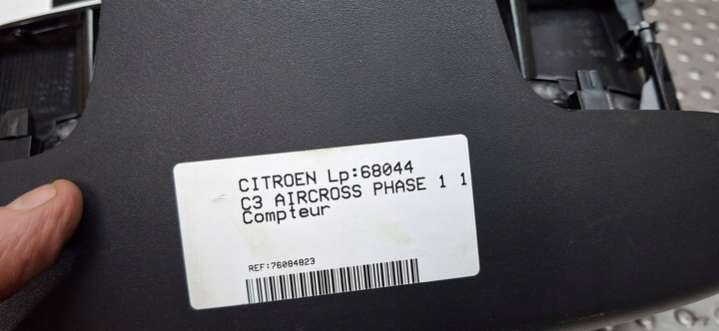 CITROEN Lp:68044
C3 AIRCROSS PHASE 1 1
Compteur
REF:76084823